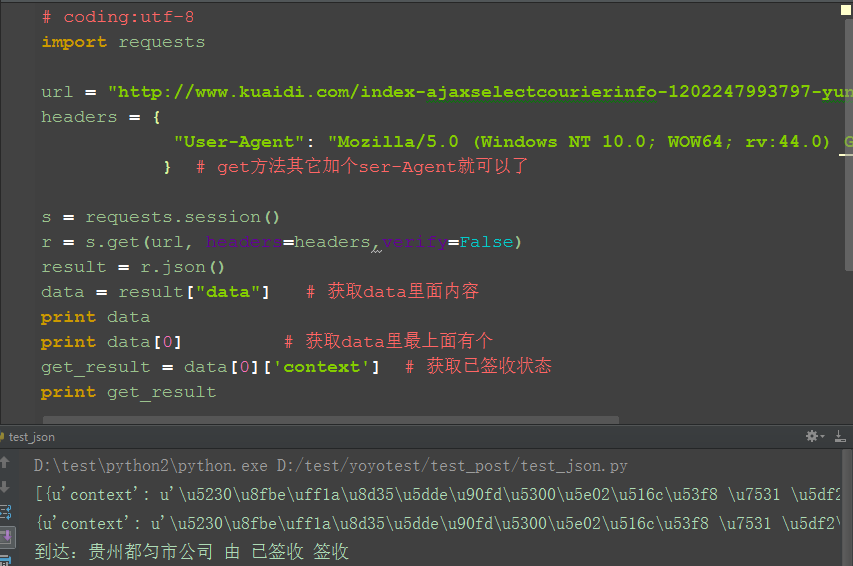 # coding:utf-8
import requests
url = "http://www.kuaidi.com/index-ajaxselectcourierinfo-1202247993797-yun
headers = {
"User-Agent": "Mozilla/5.0 (Windows NT 10.0; WOW64; rv:44.0) G
} # get方法其它加个ser-Agent就可以了
s = requests.session()
r = s.get(url, headers=headers,verify=False)
result = r.json()
data = result["data"] # 获取data里面内容
print data
print data[0] # 获取data里最上面有个
get_result = data[0]['context'] # 获取已签收状态
print get_result
test_json
D:\test\python2\python.exe D:/test/yoyotest/test_post/test_json.py
[{u'context': u'\u5230\u8fbe\uff1a\u8d35\u5dde\u90fd\u5300\u5e02\u516c\u53f8 \u7531 \u5df2
{u'context': u'\u5230\u8fbe\uff1a\u8d35\u5dde\u90fd\u5300\u5e02\u516c\u53f8 \u7531 \u5df2\
到达：贵州都匀市公司 由 已签收 签收